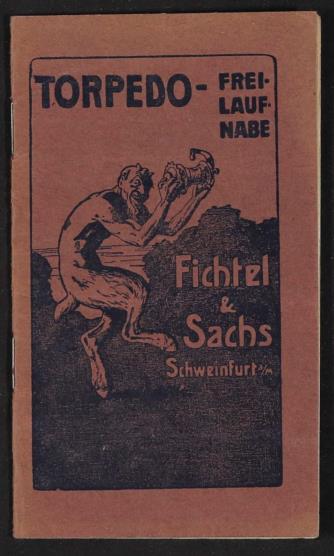 TORPEDO- FREI-
LAUF-
NABE
Fichtel
&
Sachs
Schweinfurt a/M